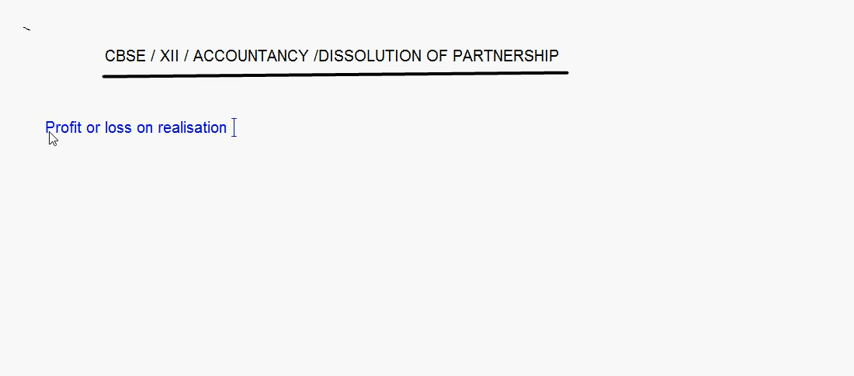 CBSE / XII / ACCOUNTANCY /DISSOLUTION OF PARTNERSHIP
Profit or loss on realisation